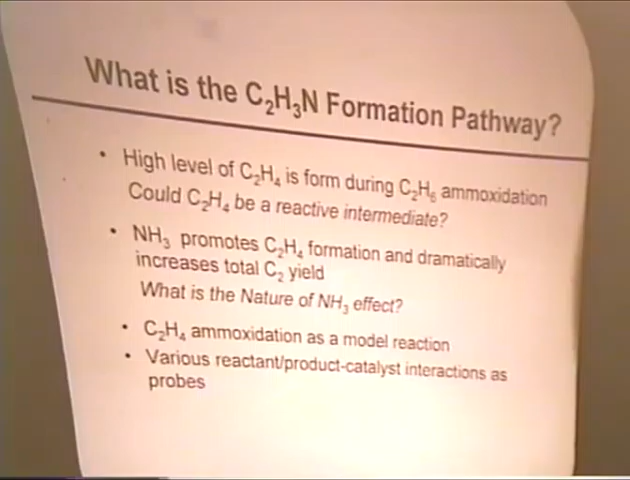 What is the C₂H₃N Formation Pathway?
• High level of C₂H₄ is form during C₂H₆ ammoxidation
Could C₂H₄ be a reactive intermediate?
• NH₃ promotes C₂H₄ formation and dramatically
increases total C₂ yield
What is the Nature of NH₃ effect?
• C₂H₄ ammoxidation as a model reaction
• Various reactant/product-catalyst interactions as
probes